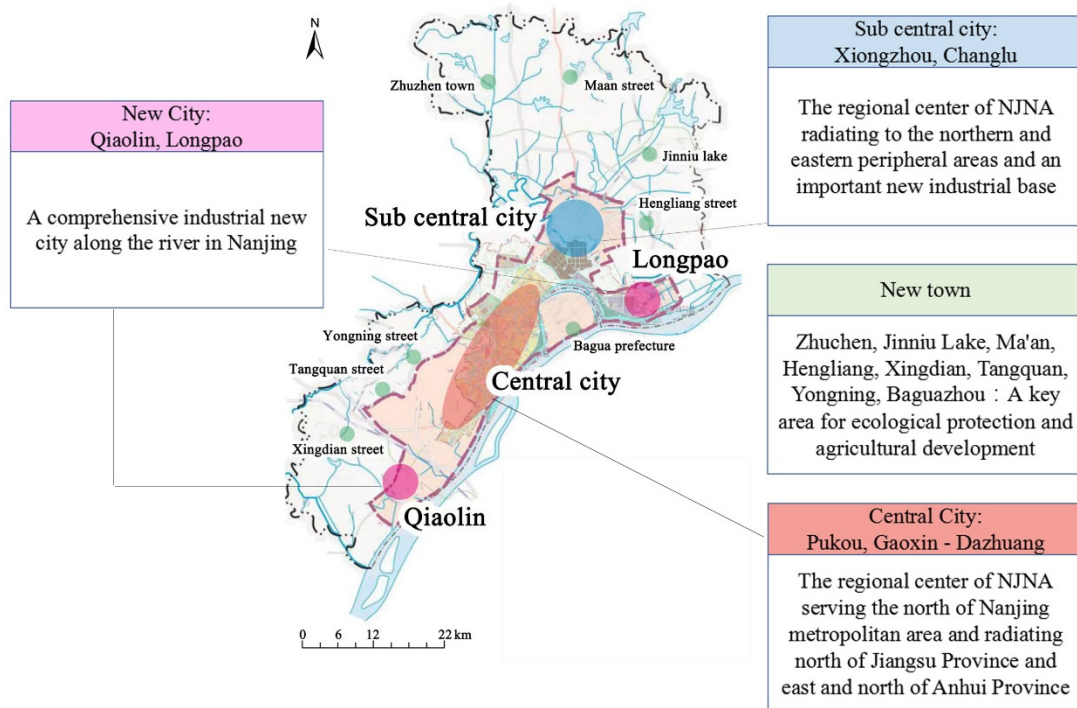 N
New City:
Qiaolin, Longpao
A comprehensive industrial new
city along the river in Nanjing
Zhuzhen town
Maan street
Jinniu lake
Hengliang street
Sub central city
Longpao
Yongning street
Bagua prefecture
Tangquan street
Central city
Xingdian street
Qiaolin
0 6 12 22 km
Sub central city:
Xiongzhou, Changlu
The regional center of NJNA
radiating to the northern and
eastern peripheral areas and an
important new industrial base
New town
Zhuchen, Jinniu Lake, Ma'an,
Hengliang, Xingdian, Tangquan,
Yongning, Baguazhou：A key
area for ecological protection and
agricultural development
Central City:
Pukou, Gaoxin - Dazhuang
The regional center of NJNA
serving the north of Nanjing
metropolitan area and radiating
north of Jiangsu Province and
east and north of Anhui Province